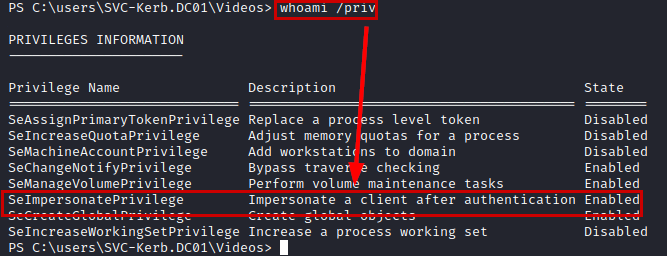 PS C:\users\SVC-Kerb.DC01\Videos> whoami /priv
PRIVILEGES INFORMATION
----------------------
Privilege Name Description State
============================= ========================================= ========
SeAssignPrimaryTokenPrivilege Replace a process level token Disabled
SeIncreaseQuotaPrivilege Adjust memory quotas for a process Disabled
SeMachineAccountPrivilege Add workstations to domain Disabled
SeChangeNotifyPrivilege Bypass traverse checking Enabled
SeManageVolumePrivilege Perform volume maintenance tasks Enabled
SeImpersonatePrivilege Impersonate a client after authentication Enabled
SeCreateGlobalPrivilege Create global objects Enabled
SeIncreaseWorkingSetPrivilege Increase a process working set Disabled
PS C:\users\SVC-Kerb.DC01\Videos>